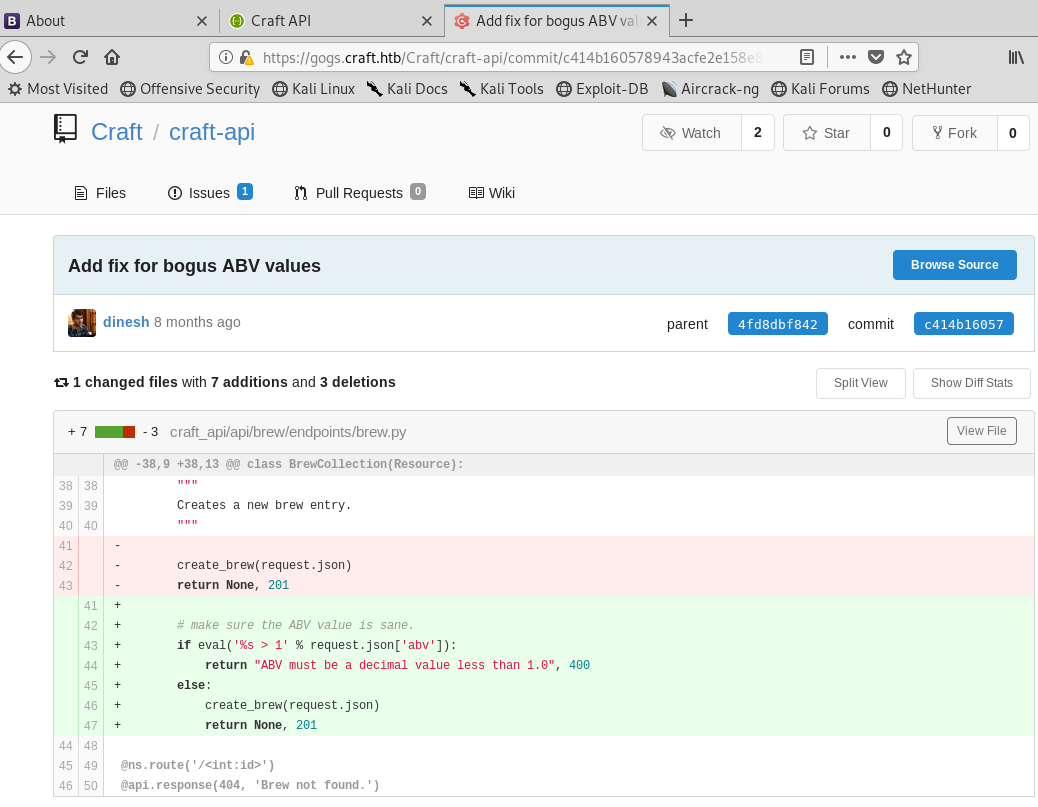 About
Craft API
Add fix for bogus ABV val
https://gogs.craft.htb/Craft/craft-api/commit/c414b160578943acfe2e158e
Most Visited Offensive Security Kali Linux Kali Docs Kali Tools Exploit-DB Aircrack-ng Kali Forums NetHunter
Craft / craft-api
Watch 2 Star 0 Fork 0
Files Issues 1 Pull Requests 0 Wiki
Add fix for bogus ABV values
Browse Source
dinesh 8 months ago
parent 4fd8dbf842 commit c414b16057
1 changed files with 7 additions and 3 deletions
Split View Show Diff Stats
+ 7 - 3 craft_api/api/brew/endpoints/brew.py
View File
@@ -38,9 +38,13 @@ class BrewCollection(Resource):
38 38 """
39 39 Creates a new brew entry.
40 40 """
41 -
42 - create_brew(request.json)
43 - return None, 201
41 +
42 + # make sure the ABV value is sane.
43 + if eval('%s > 1' % request.json['abv']):
44 + return "ABV must be a decimal value less than 1.0", 400
45 + else:
46 + create_brew(request.json)
47 + return None, 201
44 48
45 49 @ns.route('/<int:id>')
46 50 @api.response(404, 'Brew not found.')